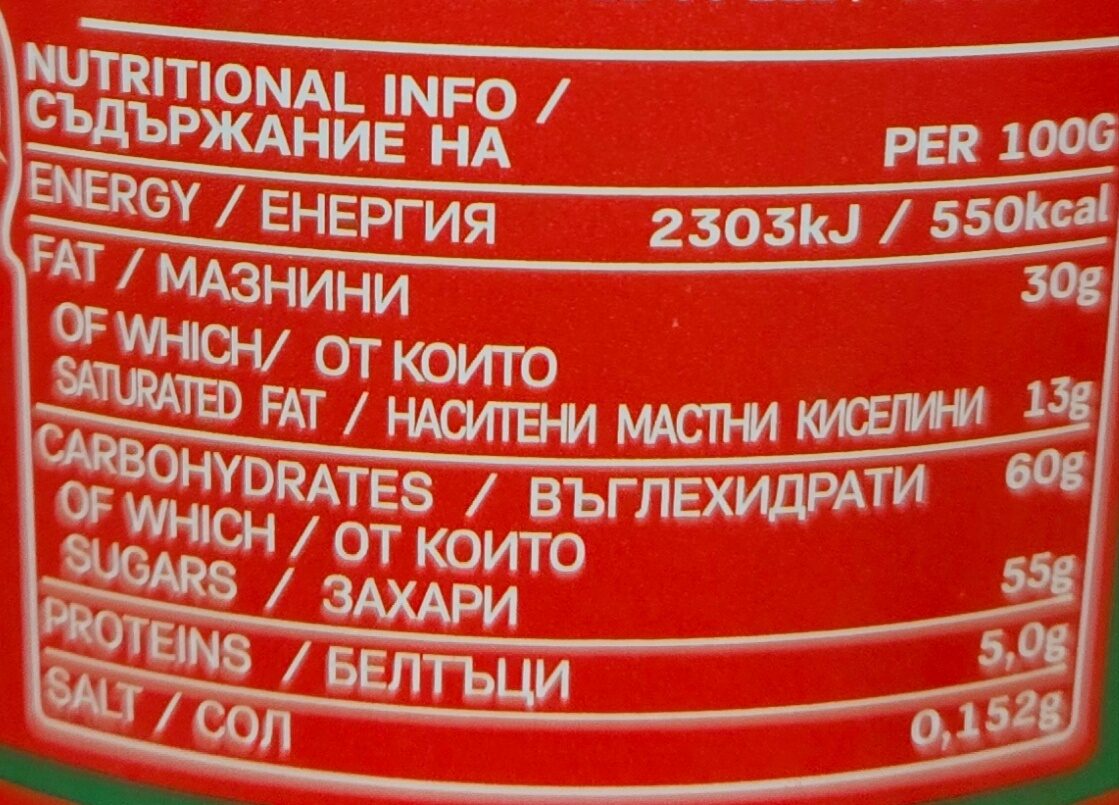 NUTRITIONAL INFO /
СЪДЪРЖАНИЕ НА PER 100G
ENERGY / ЕНЕРГИЯ 2303kJ / 550kcal
FAT / МАЗНИНИ 30g
OF WHICH/ ОТ КОИТО
SATURATED FAT / НАСИТЕНИ МАСТНИ КИСЕЛИНИ 13g
CARBOHYDRATES / ВЪГЛЕХИДРАТИ 60g
OF WHICH / ОТ КОИТО
SUGARS / ЗАХАРИ 55g
PROTEINS / БЕЛТЪЦИ 5,0g
SALT / СОЛ 0,152g